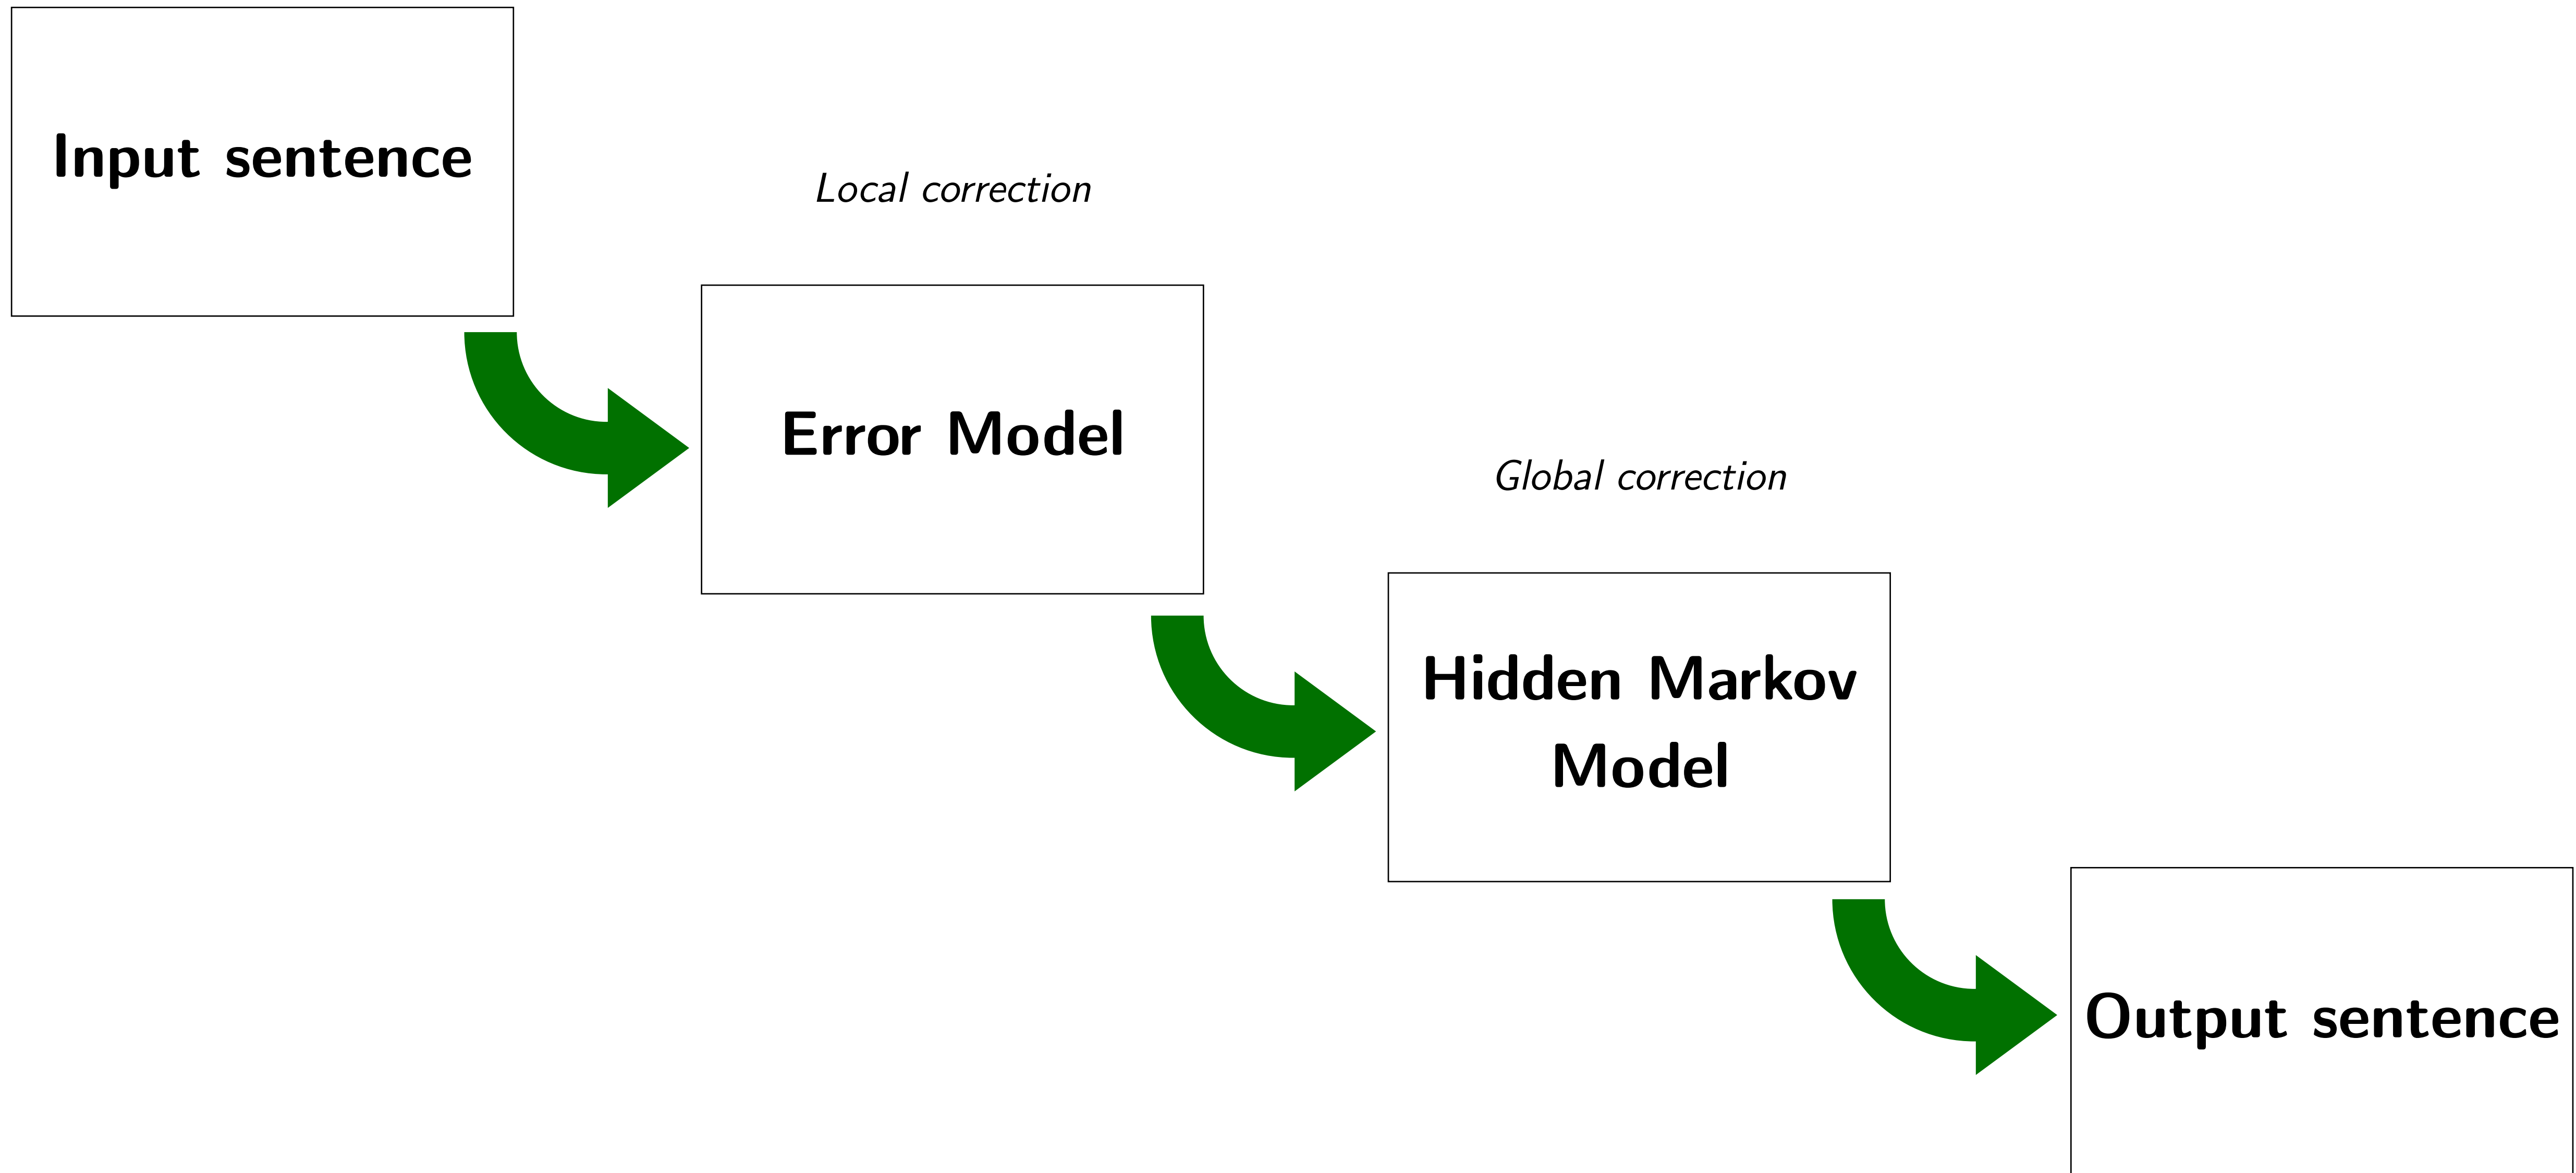 Input sentence
Local correction
Error Model
Global correction
Hidden Markov
Model
Output sentence